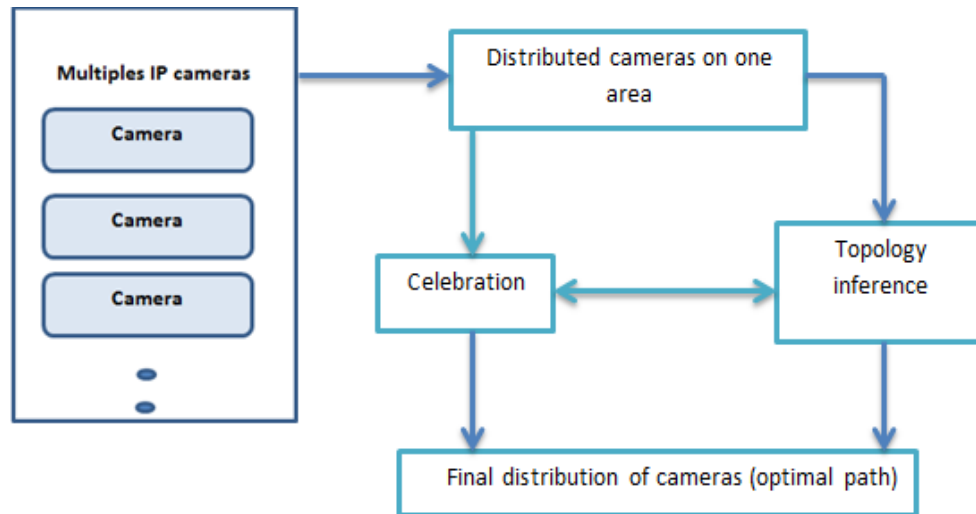 Multiples IP cameras
Camera
Camera
Camera
Distributed cameras on one
area
Celebration
Topology
inference
Final distribution of cameras (optimal path)